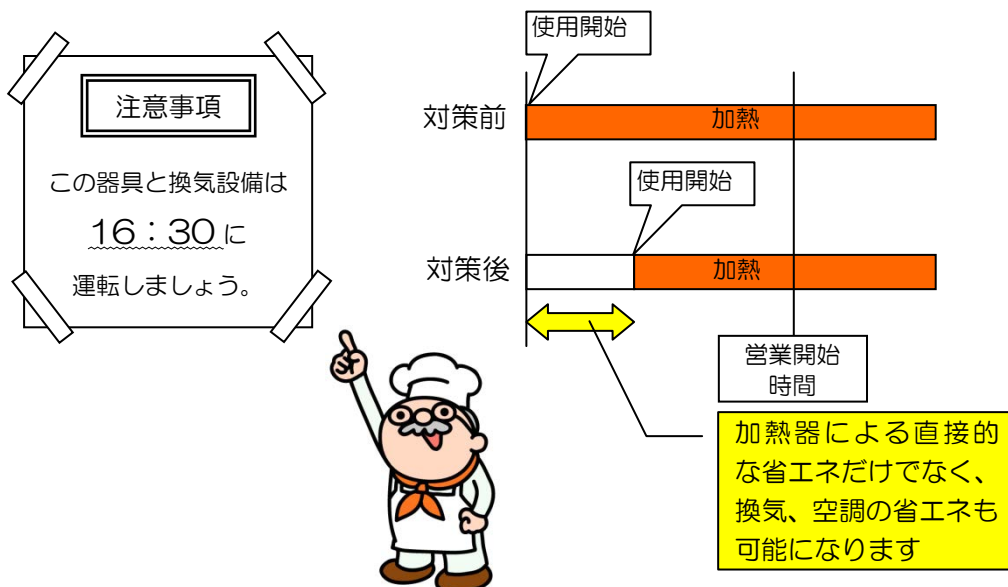 注意事項
この器具と換気設備は
16:30に
運転しましょう。
使用開始
対策前
加熱
使用開始
対策後
加熱
営業開始
時間
加熱器による直接的
な省エネだけでなく、
換気、空調の省エネも
可能になります